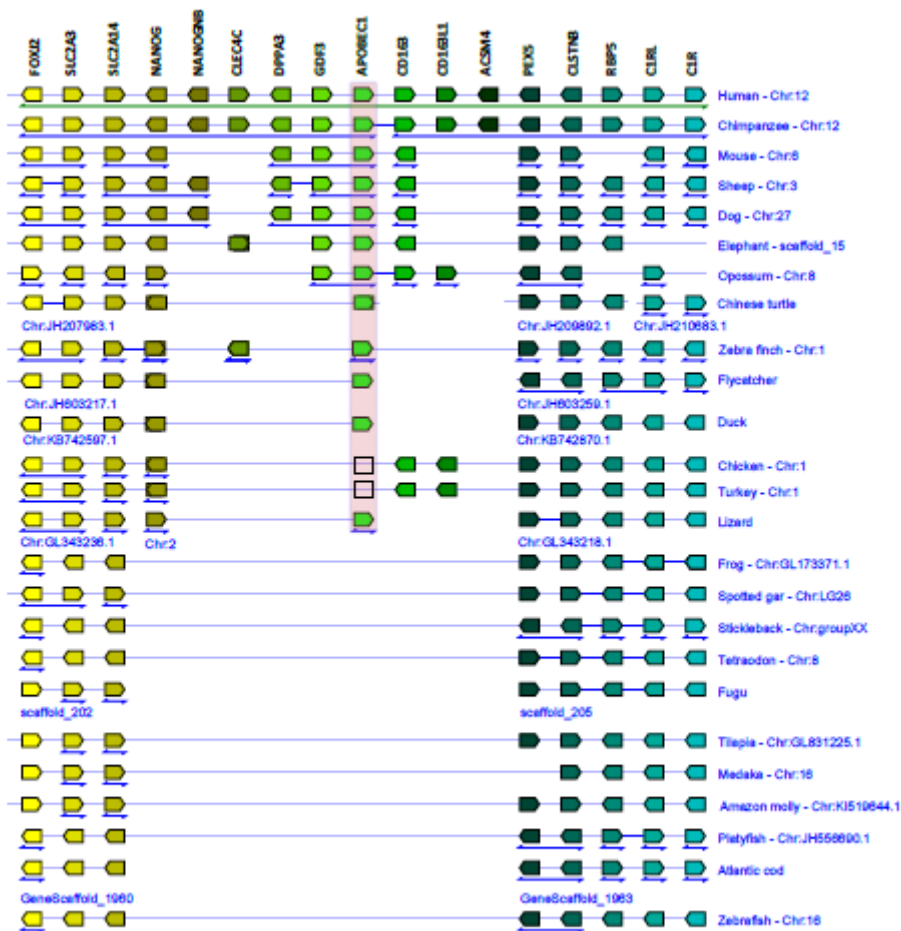 FOXJ2 SLC2A3 SLC2A14 NANOG NANOGNB CLEC4C DPPA3 GDF3 APOBEC1 CD163 CD163L1 ACSM4 PEX5 CLSTN3 RBP5 C1RL C1R
Human - Chr:12
Chimpanzee - Chr:12
Mouse - Chr:6
Sheep - Chr:3
Dog - Chr:27
Elephant - scaffold_15
Opossum - Chr:8
Chinese turtle
Chr:JH207983.1 Chr:JH209892.1 Chr:JH210683.1
Zebra finch - Chr:1
Flycatcher
Chr:JH603217.1 Chr:JH603259.1
Duck
Chr:KB742597.1 Chr:KB742870.1
Chicken - Chr:1
Turkey - Chr:1
Lizard
Chr:GL343236.1 Chr:2 Chr:GL343218.1
Frog - Chr:GL173371.1
Spotted gar - Chr:LG26
Stickleback - Chr:groupXX
Tetraodon - Chr:8
Fugu
scaffold_202 scaffold_205
Tilapia - Chr:GL831225.1
Medaka - Chr:16
Amazon molly - Chr:KI519644.1
Platyfish - Chr:JH556690.1
Atlantic cod
GeneScaffold_1960 GeneScaffold_1963
Zebrafish - Chr:16